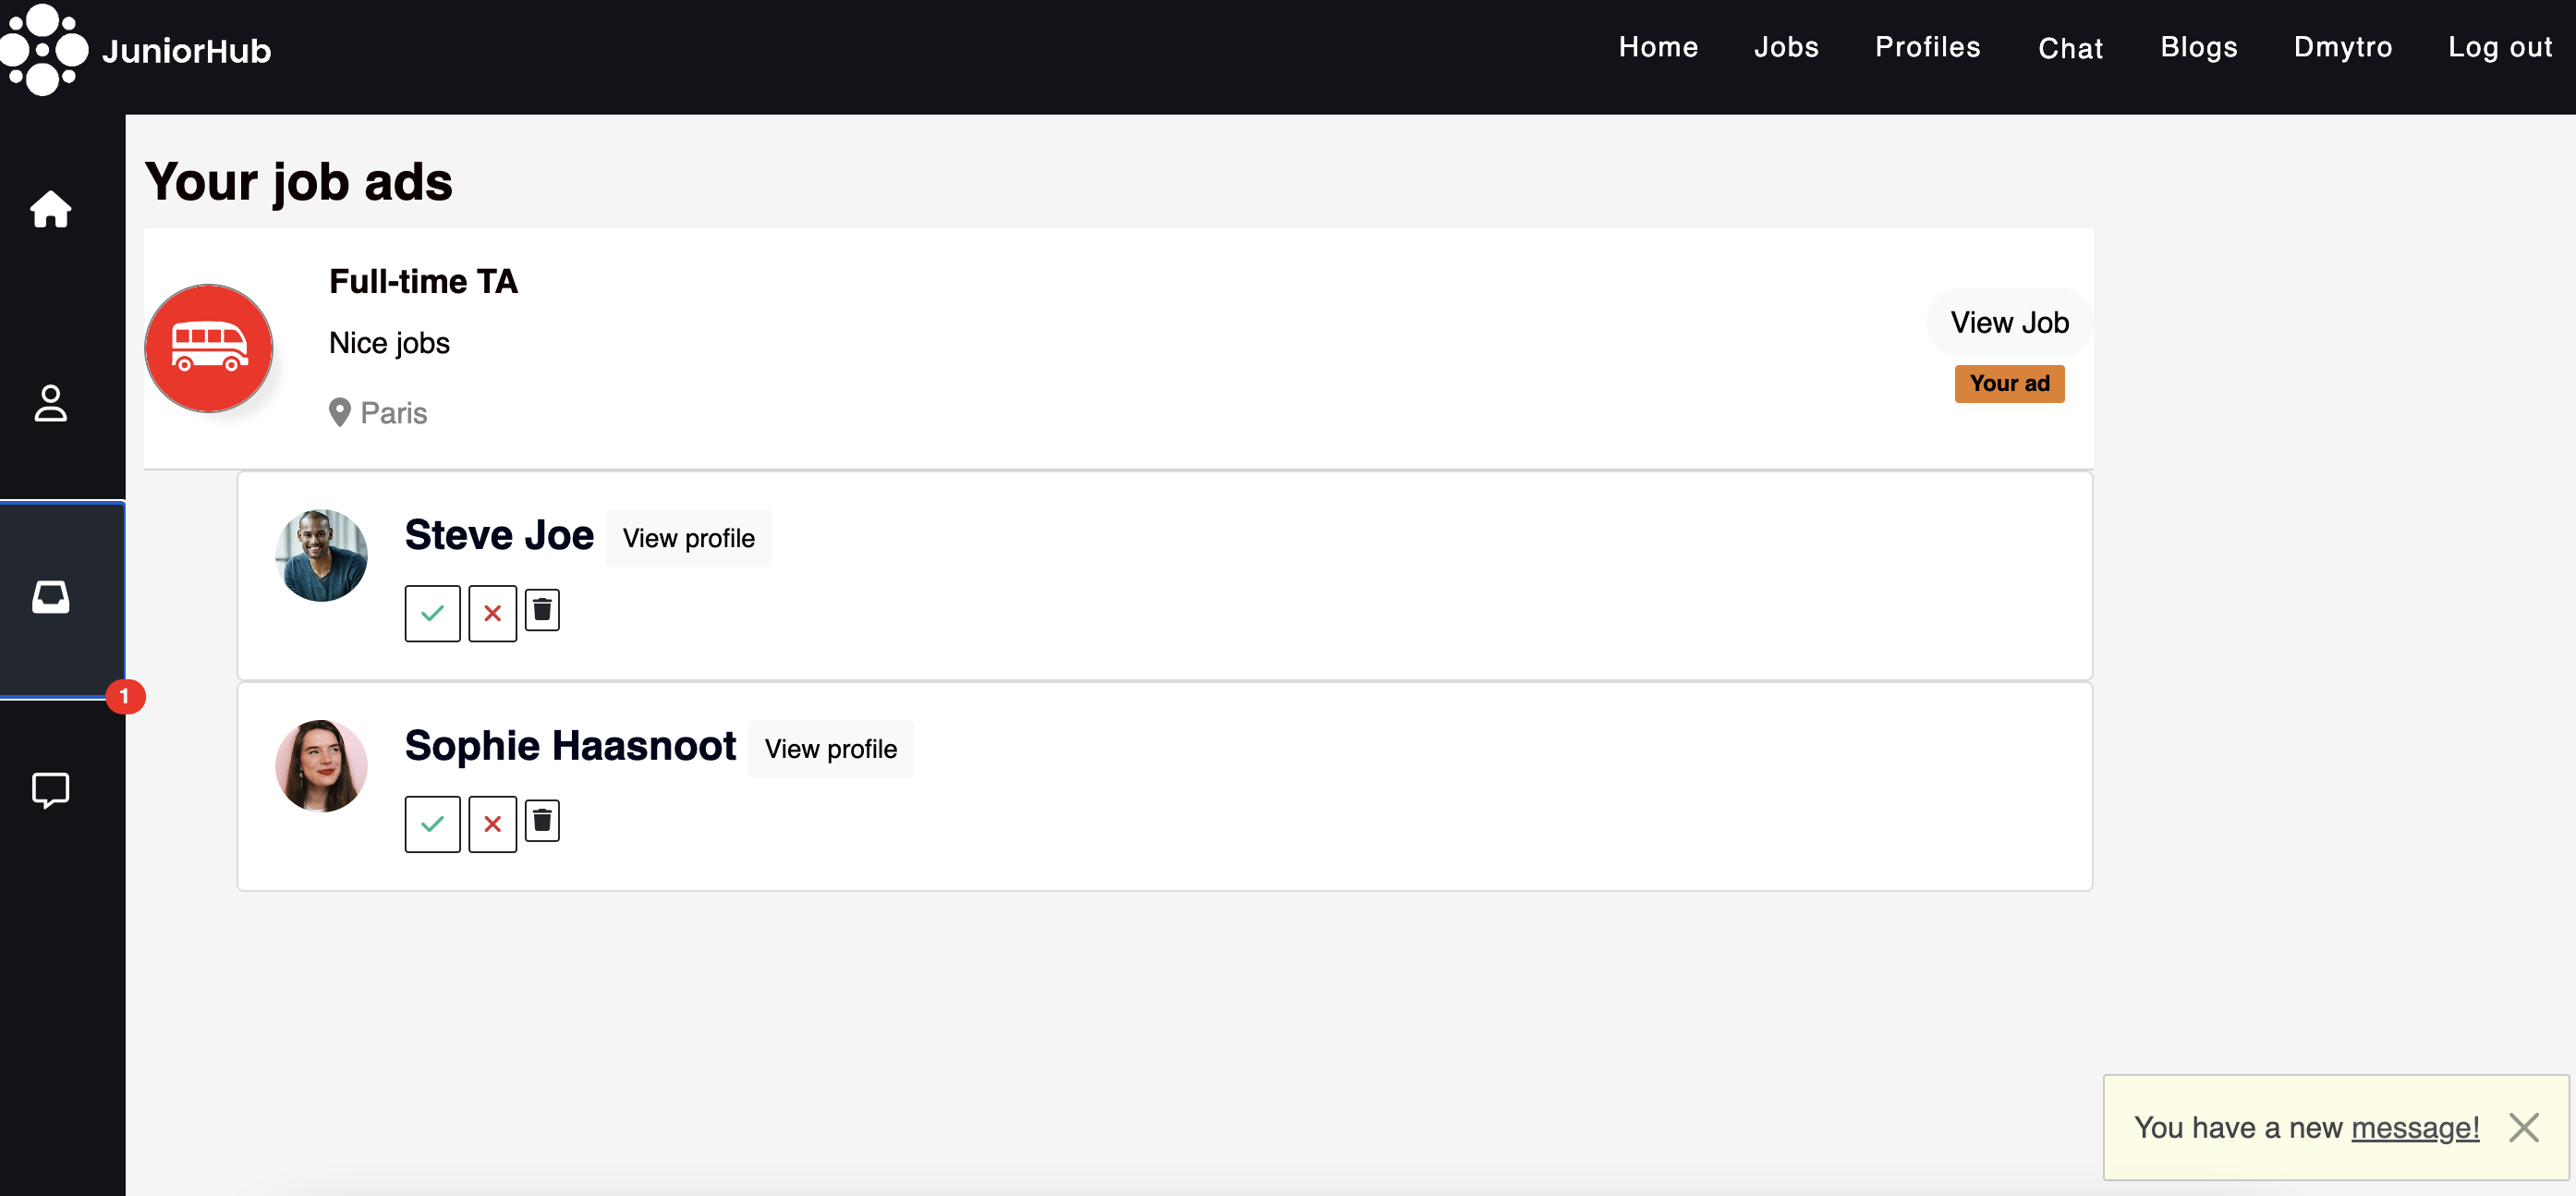 JuniorHub
Home Jobs Profiles Chat Blogs Dmytro Log out
Your job ads
Full-time TA
Nice jobs
Paris
View Job
Your ad
Steve Joe View profile
1
Sophie Haasnoot View profile
You have a new message!